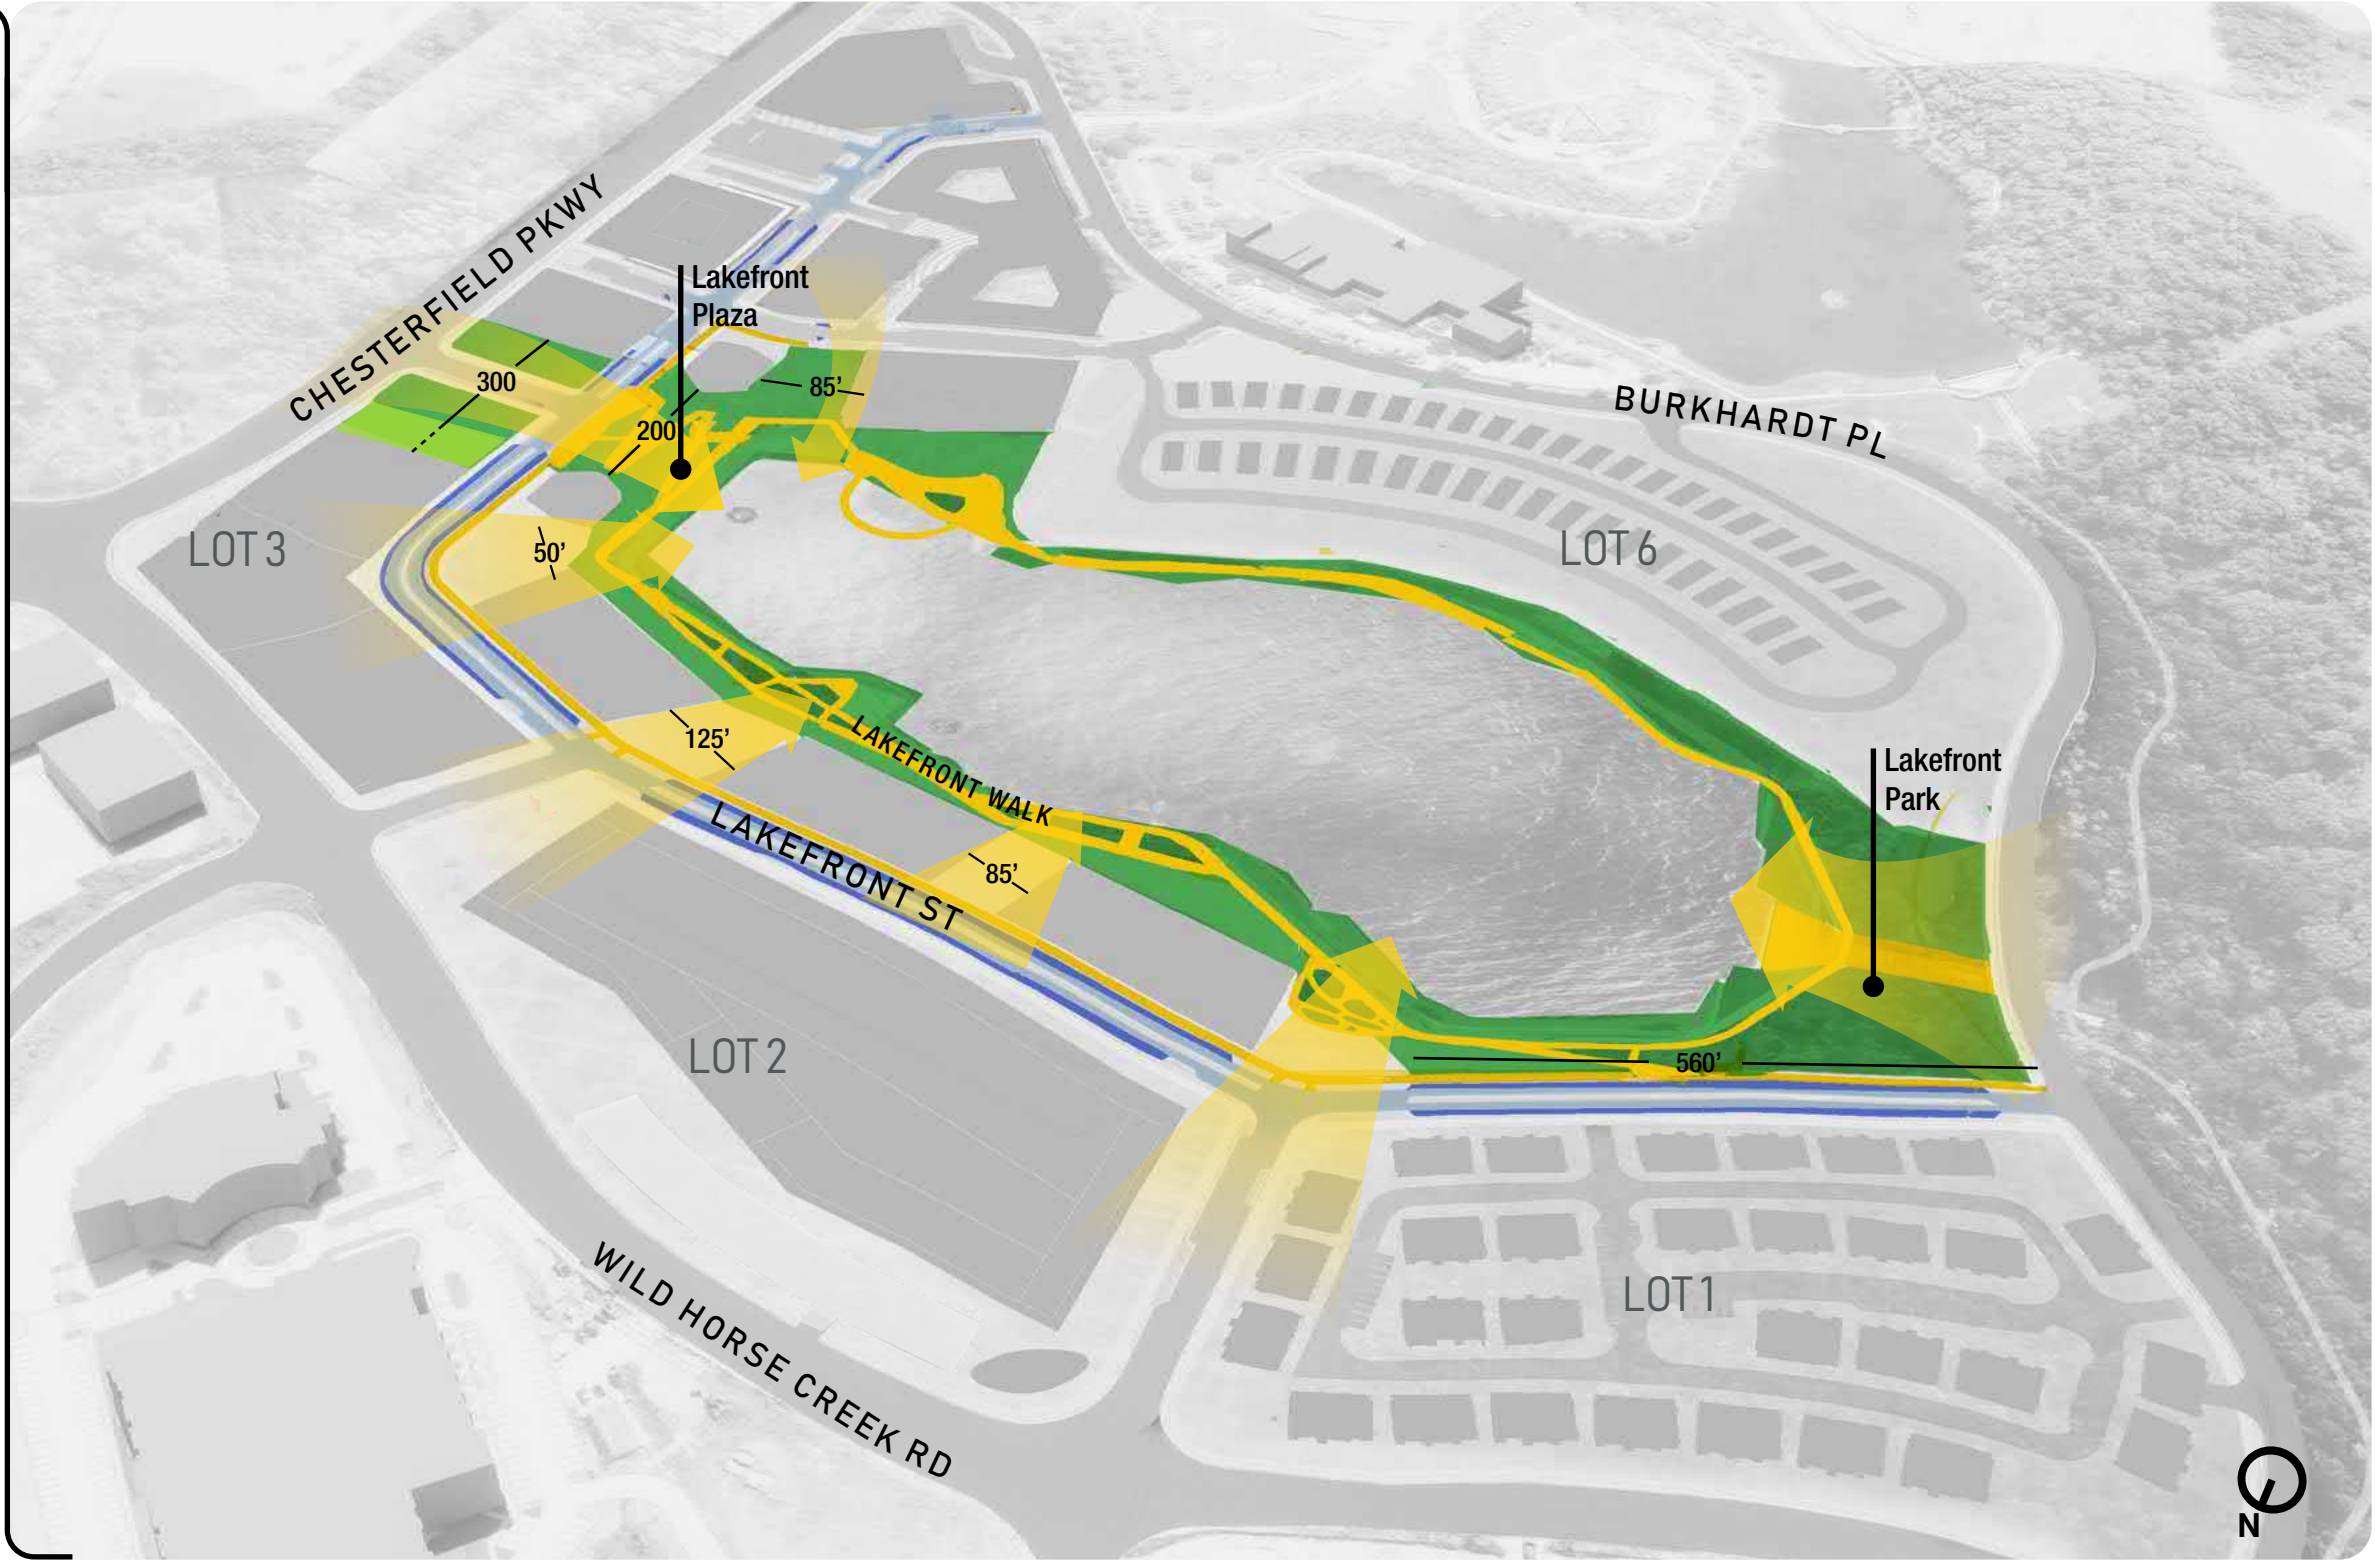 CHESTERFIELD PKWY
Lakefront
Plaza
300
85'
200
BURKHARDT PL
LOT 3
50'
LOT 6
125'
LAKEFRONT WALK
Lakefront
Park
LAKEFRONT ST
85'
LOT 2
560'
LOT 1
WILD HORSE CREEK RD
N